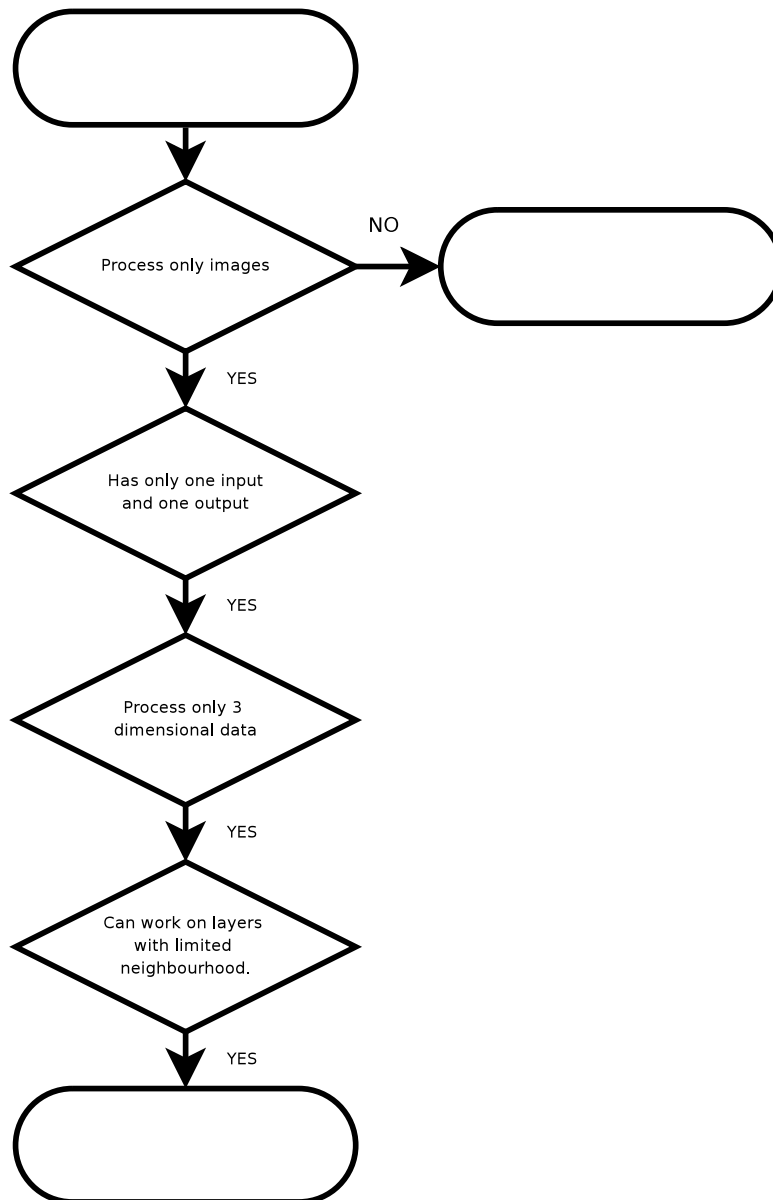 Process only images
NO
YES
Has only one input
and one output
YES
Process only 3
dimensional data
YES
Can work on layers
with limited
neighbourhood.
YES